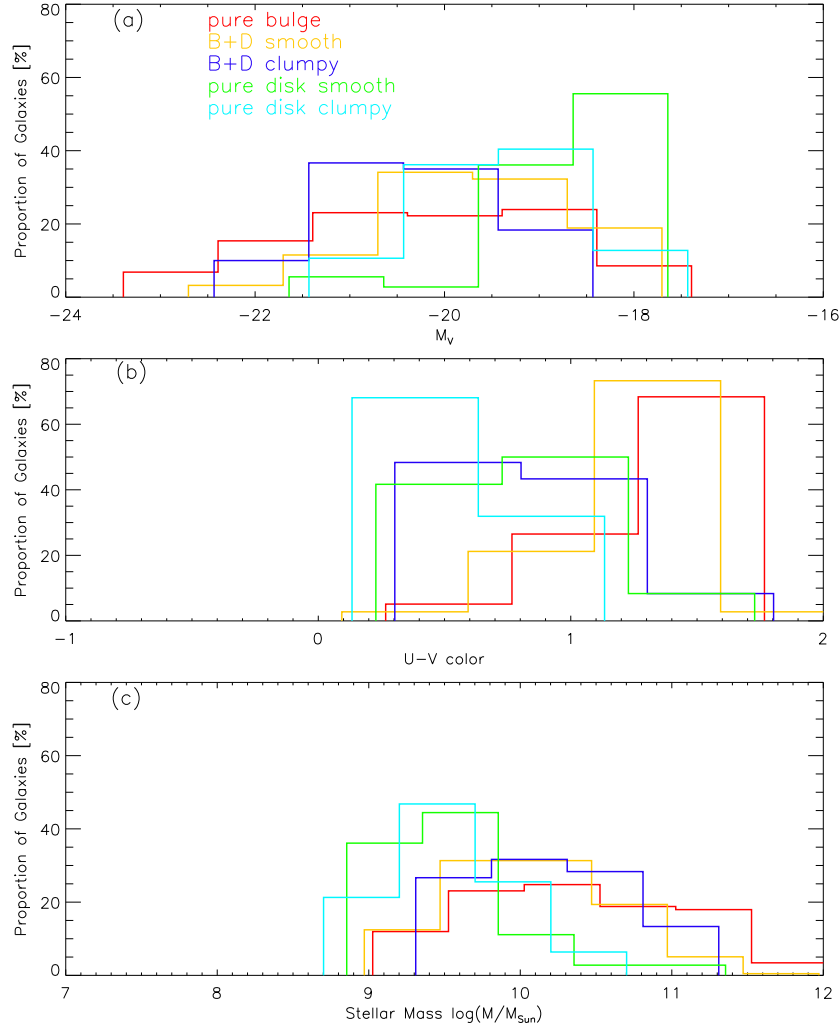 (a)
pure bulge
B+D smooth
B+D clumpy
pure disk smooth
pure disk clumpy
Proportion of Galaxies [%]
80
60
40
20
0
−24 −22 −20 −18 −16
M_V
(b)
Proportion of Galaxies [%]
80
60
40
20
0
−1 0 1 2
U−V color
(c)
Proportion of Galaxies [%]
80
60
40
20
0
7 8 9 10 11 12
Stellar Mass log(M/M_Sun)